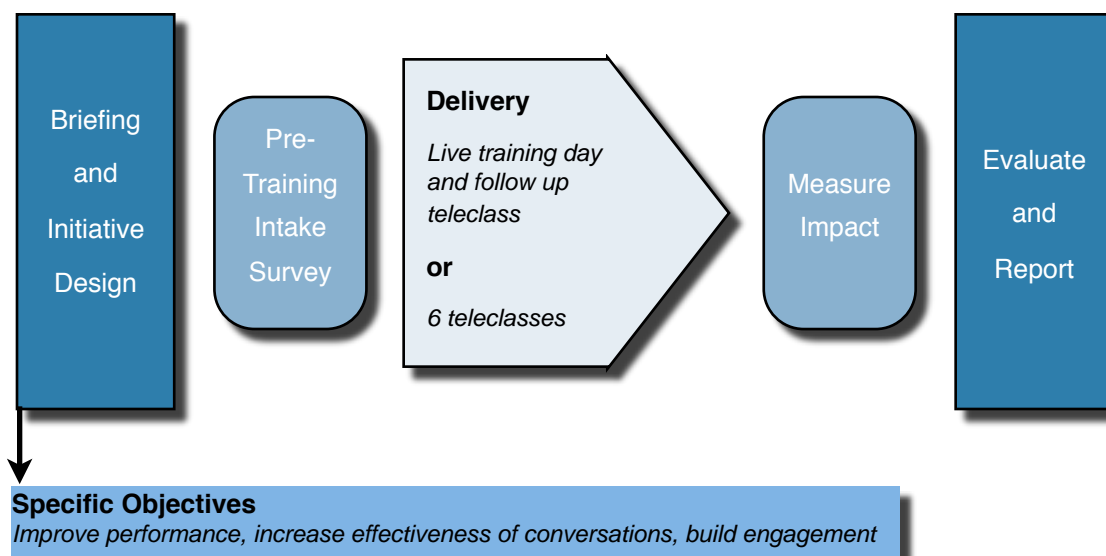 Briefing
and
Initiative
Design
Pre-
Training
Intake
Survey
Delivery
Live training day
and follow up
teleclass
or
6 teleclasses
Measure
Impact
Evaluate
and
Report
Specific Objectives
Improve performance, increase effectiveness of conversations, build engagement